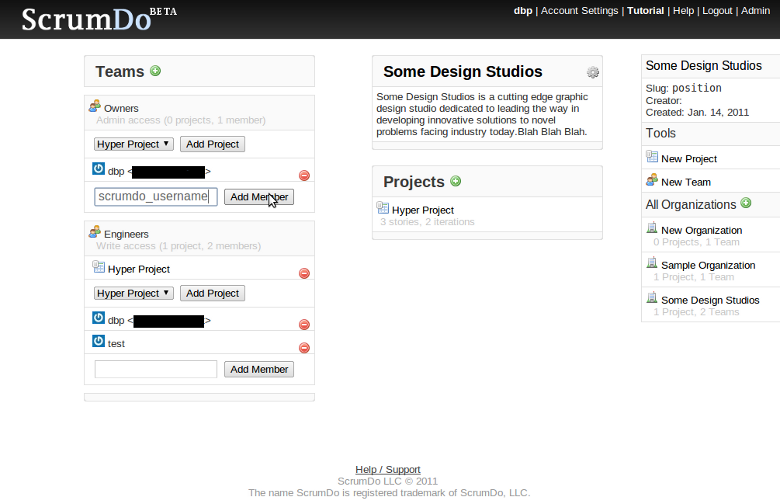 ScrumDo BETA
dbp | Account Settings | Tutorial | Help | Logout | Admin
Teams
Owners
Admin access (0 projects, 1 member)
Hyper Project Add Project
dbp < >
scrumdo_username Add Member
Engineers
Write access (1 project, 2 members)
Hyper Project
Hyper Project Add Project
dbp < >
test
Add Member
Some Design Studios
Some Design Studios is a cutting edge graphic
design studio dedicated to leading the way in
developing innovative solutions to novel
problems facing industry today.Blah Blah Blah.
Projects
Hyper Project
3 stories, 2 iterations
Some Design Studios
Slug: position
Creator:
Created: Jan. 14, 2011
Tools
New Project
New Team
All Organizations
New Organization
0 Projects, 1 Team
Sample Organization
1 Project, 1 Team
Some Design Studios
1 Project, 2 Teams
Help / Support
ScrumDo LLC © 2011
The name ScrumDo is registered trademark of ScrumDo, LLC.